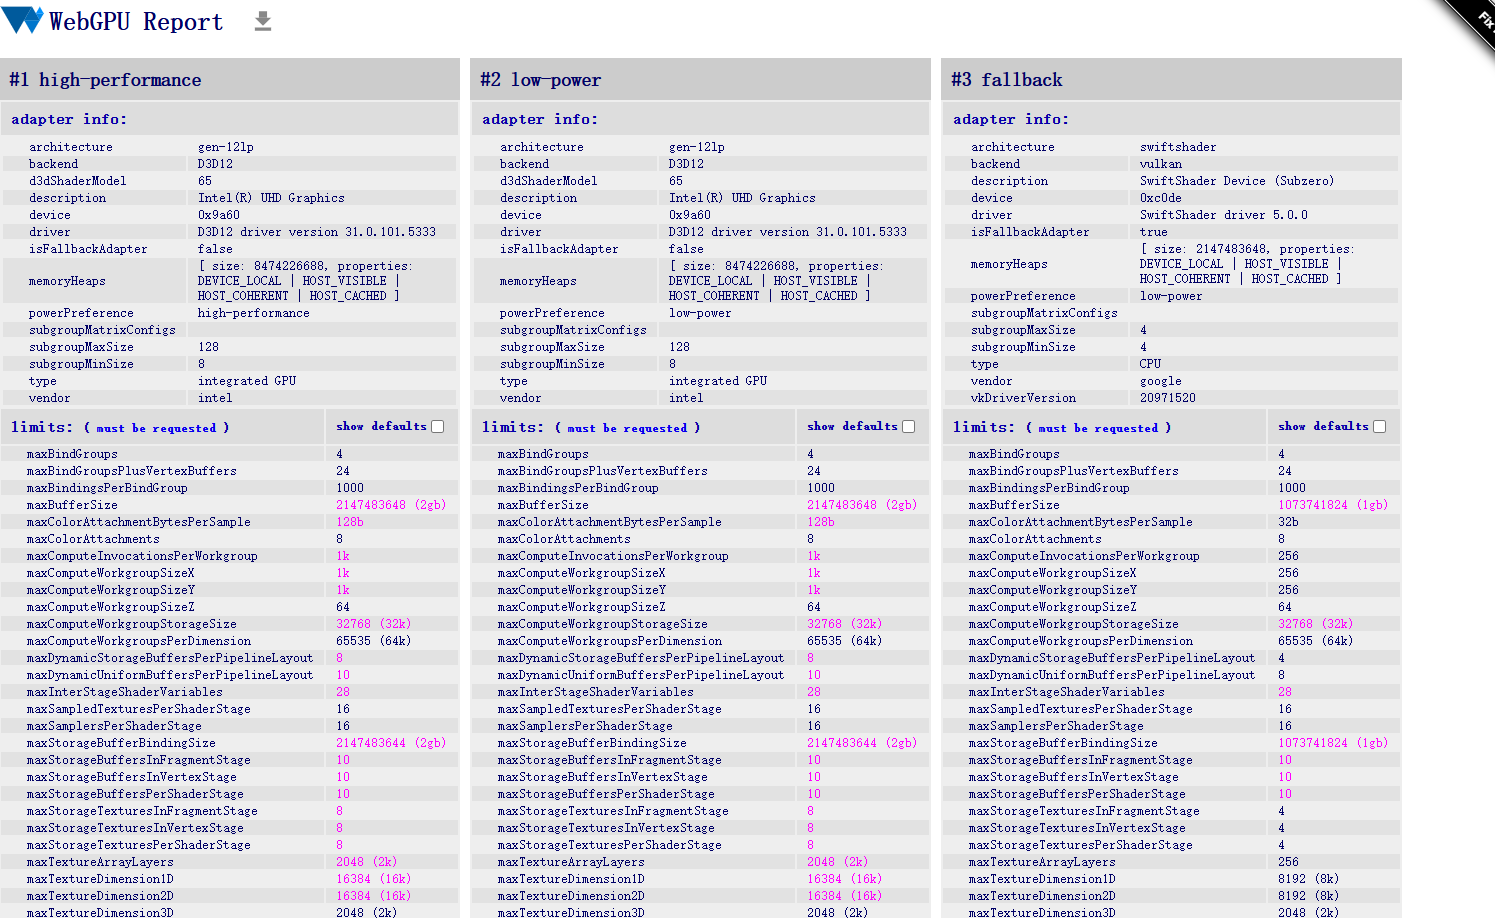 WebGPU Report
Fix
#1 high-performance
adapter info:
architecture gen-12lp
backend D3D12
d3dShaderModel 65
description Intel(R) UHD Graphics
device 0x9a60
driver D3D12 driver version 31.0.101.5333
isFallbackAdapter false
memoryHeaps [ size: 8474226688, properties:
DEVICE_LOCAL | HOST_VISIBLE |
HOST_COHERENT | HOST_CACHED ]
powerPreference high-performance
subgroupMatrixConfigs
subgroupMaxSize 128
subgroupMinSize 8
type integrated GPU
vendor intel
limits: ( must be requested ) show defaults
maxBindGroups 4
maxBindGroupsPlusVertexBuffers 24
maxBindingsPerBindGroup 1000
maxBufferSize 2147483648 (2gb)
maxColorAttachmentBytesPerSample 128b
maxColorAttachments 8
maxComputeInvocationsPerWorkgroup 1k
maxComputeWorkgroupSizeX 1k
maxComputeWorkgroupSizeY 1k
maxComputeWorkgroupSizeZ 64
maxComputeWorkgroupStorageSize 32768 (32k)
maxComputeWorkgroupsPerDimension 65535 (64k)
maxDynamicStorageBuffersPerPipelineLayout 8
maxDynamicUniformBuffersPerPipelineLayout 10
maxInterStageShaderVariables 28
maxSampledTexturesPerShaderStage 16
maxSamplersPerShaderStage 16
maxStorageBufferBindingSize 2147483644 (2gb)
maxStorageBuffersInFragmentStage 10
maxStorageBuffersInVertexStage 10
maxStorageBuffersPerShaderStage 10
maxStorageTexturesInFragmentStage 8
maxStorageTexturesInVertexStage 8
maxStorageTexturesPerShaderStage 8
maxTextureArrayLayers 2048 (2k)
maxTextureDimension1D 16384 (16k)
maxTextureDimension2D 16384 (16k)
maxTextureDimension3D 2048 (2k)
#2 low-power
adapter info:
architecture gen-12lp
backend D3D12
d3dShaderModel 65
description Intel(R) UHD Graphics
device 0x9a60
driver D3D12 driver version 31.0.101.5333
isFallbackAdapter false
memoryHeaps [ size: 8474226688, properties:
DEVICE_LOCAL | HOST_VISIBLE |
HOST_COHERENT | HOST_CACHED ]
powerPreference low-power
subgroupMatrixConfigs
subgroupMaxSize 128
subgroupMinSize 8
type integrated GPU
vendor intel
limits: ( must be requested ) show defaults
maxBindGroups 4
maxBindGroupsPlusVertexBuffers 24
maxBindingsPerBindGroup 1000
maxBufferSize 2147483648 (2gb)
maxColorAttachmentBytesPerSample 128b
maxColorAttachments 8
maxComputeInvocationsPerWorkgroup 1k
maxComputeWorkgroupSizeX 1k
maxComputeWorkgroupSizeY 1k
maxComputeWorkgroupSizeZ 64
maxComputeWorkgroupStorageSize 32768 (32k)
maxComputeWorkgroupsPerDimension 65535 (64k)
maxDynamicStorageBuffersPerPipelineLayout 8
maxDynamicUniformBuffersPerPipelineLayout 10
maxInterStageShaderVariables 28
maxSampledTexturesPerShaderStage 16
maxSamplersPerShaderStage 16
maxStorageBufferBindingSize 2147483644 (2gb)
maxStorageBuffersInFragmentStage 10
maxStorageBuffersInVertexStage 10
maxStorageBuffersPerShaderStage 10
maxStorageTexturesInFragmentStage 8
maxStorageTexturesInVertexStage 8
maxStorageTexturesPerShaderStage 8
maxTextureArrayLayers 2048 (2k)
maxTextureDimension1D 16384 (16k)
maxTextureDimension2D 16384 (16k)
maxTextureDimension3D 2048 (2k)
#3 fallback
adapter info:
architecture swiftshader
backend vulkan
description SwiftShader Device (Subzero)
device 0xc0de
driver SwiftShader driver 5.0.0
isFallbackAdapter true
memoryHeaps [ size: 2147483648, properties:
DEVICE_LOCAL | HOST_VISIBLE |
HOST_COHERENT | HOST_CACHED ]
powerPreference low-power
subgroupMatrixConfigs
subgroupMaxSize 4
subgroupMinSize 4
type CPU
vendor google
vkDriverVersion 20971520
limits: ( must be requested ) show defaults
maxBindGroups 4
maxBindGroupsPlusVertexBuffers 24
maxBindingsPerBindGroup 1000
maxBufferSize 1073741824 (1gb)
maxColorAttachmentBytesPerSample 32b
maxColorAttachments 8
maxComputeInvocationsPerWorkgroup 256
maxComputeWorkgroupSizeX 256
maxComputeWorkgroupSizeY 256
maxComputeWorkgroupSizeZ 64
maxComputeWorkgroupStorageSize 32768 (32k)
maxComputeWorkgroupsPerDimension 65535 (64k)
maxDynamicStorageBuffersPerPipelineLayout 4
maxDynamicUniformBuffersPerPipelineLayout 8
maxInterStageShaderVariables 28
maxSampledTexturesPerShaderStage 16
maxSamplersPerShaderStage 16
maxStorageBufferBindingSize 1073741824 (1gb)
maxStorageBuffersInFragmentStage 10
maxStorageBuffersInVertexStage 10
maxStorageBuffersPerShaderStage 10
maxStorageTexturesInFragmentStage 4
maxStorageTexturesInVertexStage 4
maxStorageTexturesPerShaderStage 4
maxTextureArrayLayers 256
maxTextureDimension1D 8192 (8k)
maxTextureDimension2D 8192 (8k)
maxTextureDimension3D 2048 (2k)